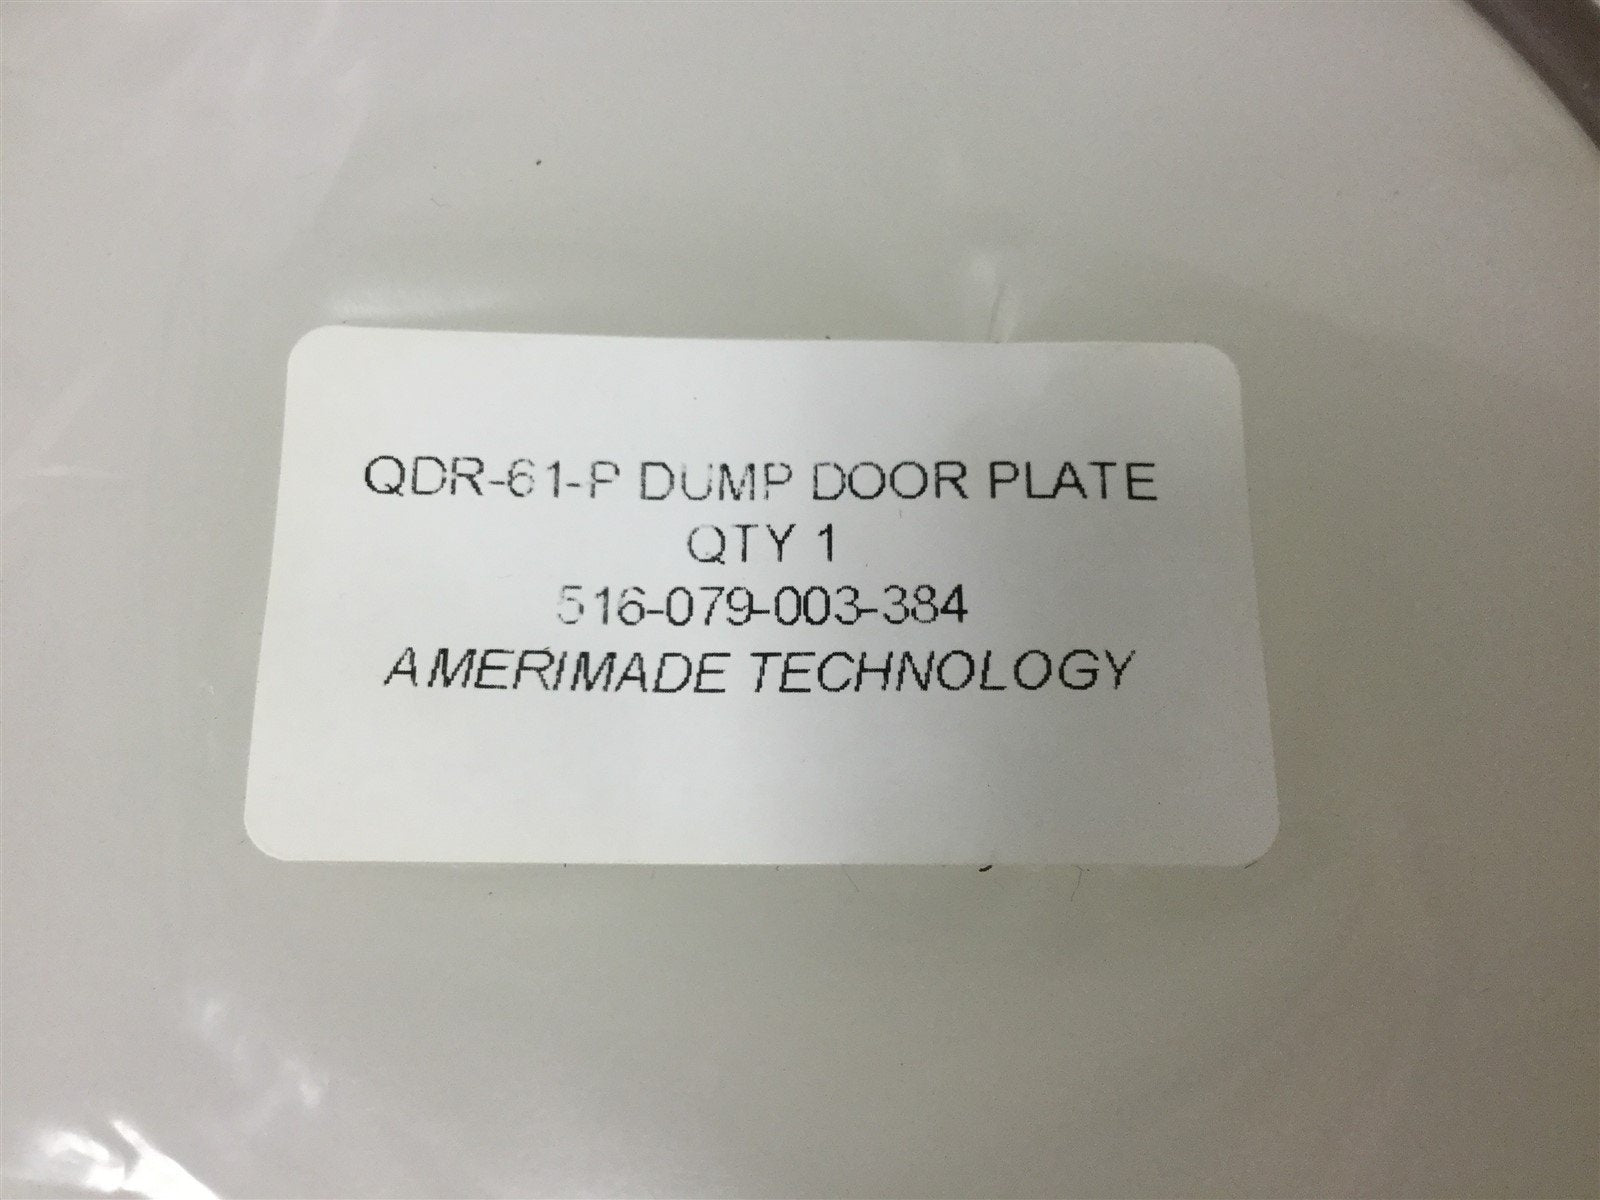 QDR-61-P DUMP DOOR PLATE
QTY 1
516-079-003-384
AMERIMADE TECHNOLOGY